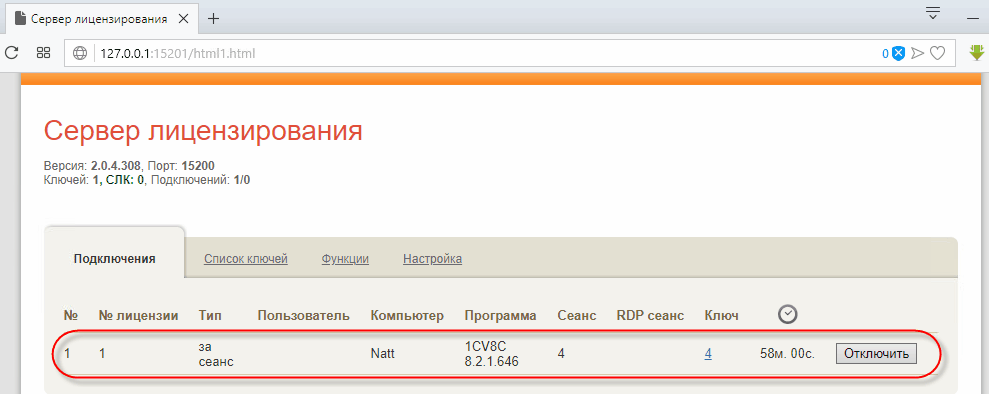 Сервер лицензирования
127.0.0.1:15201/html1.html
0
Сервер лицензирования
Версия: 2.0.4.308, Порт: 15200
Ключей: 1, СЛК: 0, Подключений: 1/0
Подключения Список ключей Функции Настройка
№ № лицензии Тип Пользователь Компьютер Программа Сеанс RDP сеанс Ключ
1 1 за сеанс Natt 1CV8C 8.2.1.646 4 4 58м. 00с. Отключить